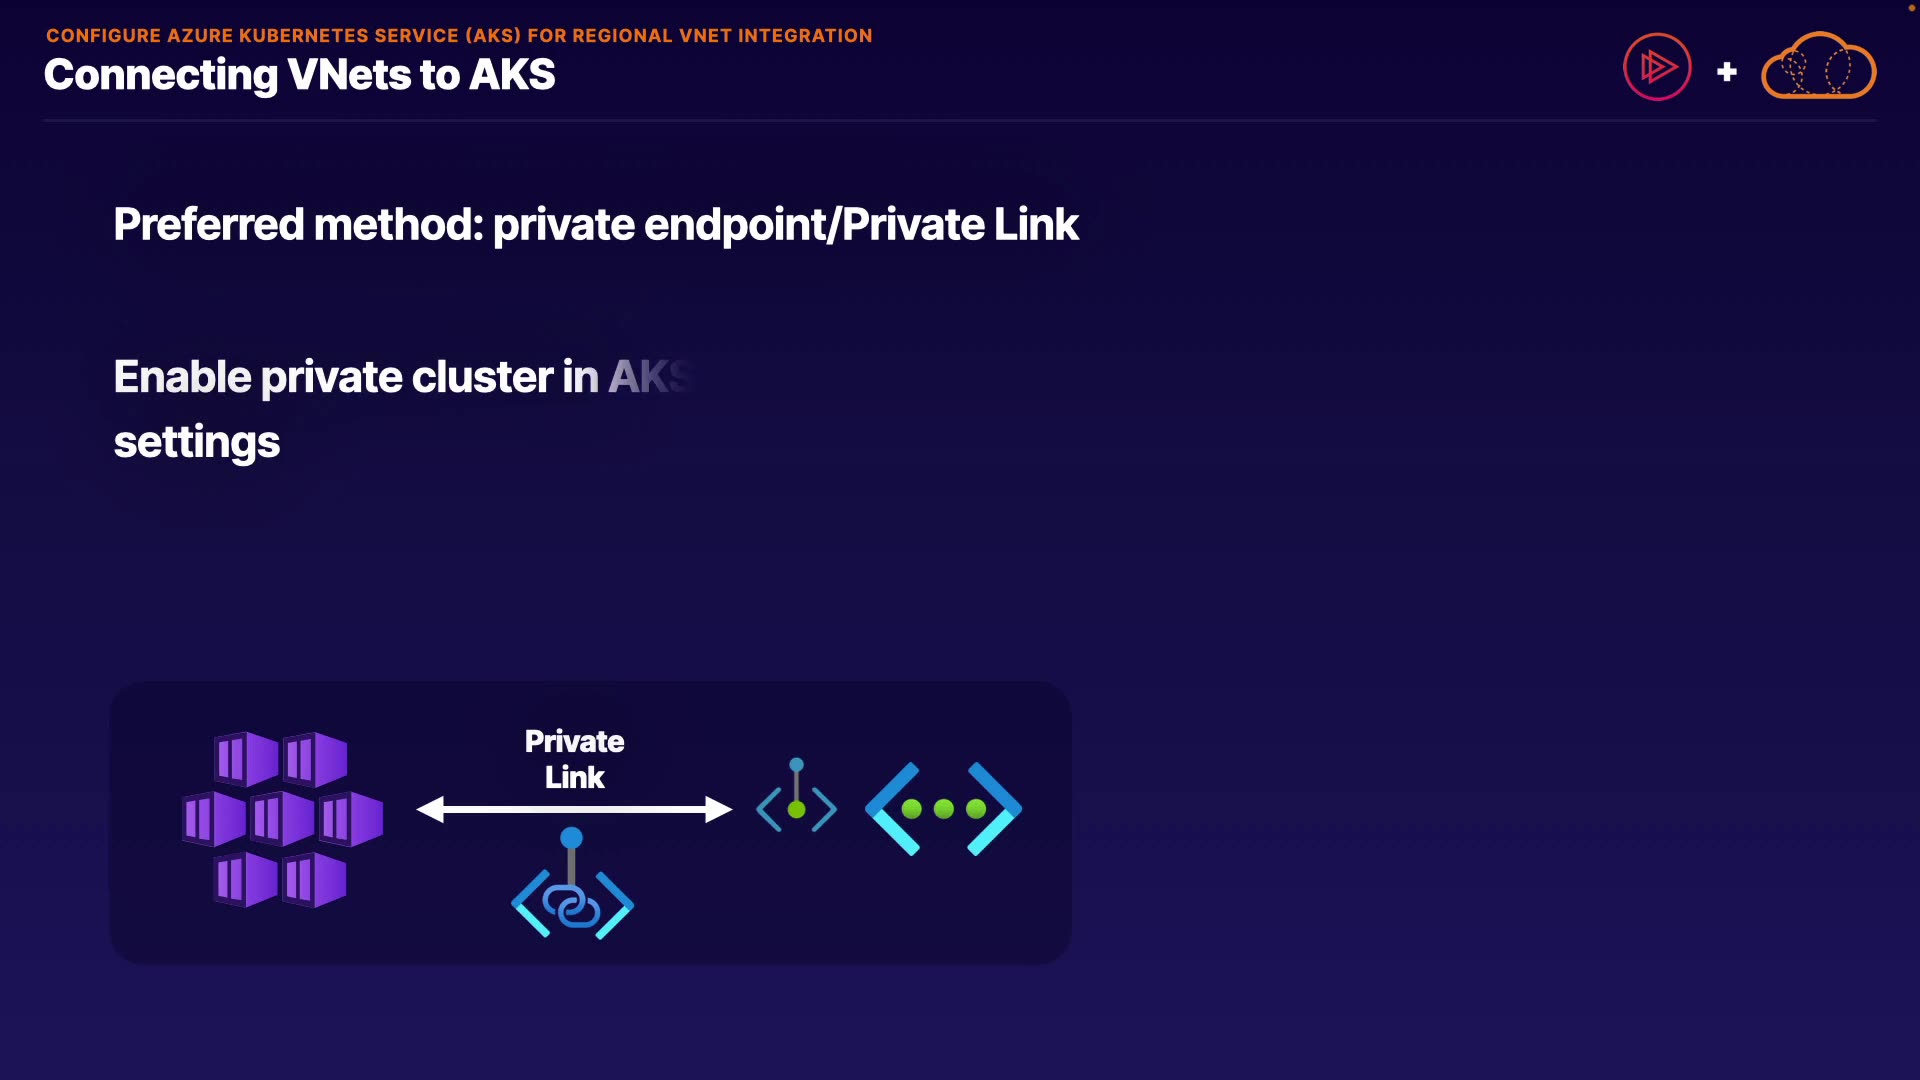 CONFIGURE AZURE KUBERNETES SERVICE (AKS) FOR REGIONAL VNET INTEGRATION
Connecting VNets to AKS
Preferred method: private endpoint/Private Link
Enable private cluster in AKS
settings
Private
Link